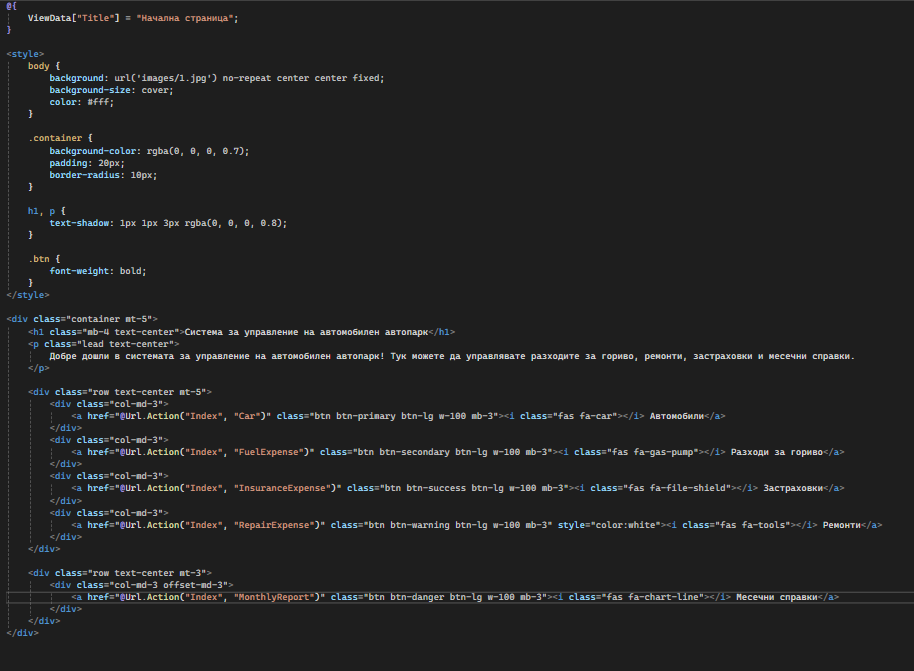 @{
    ViewData["Title"] = "Начална страница";
}
<style>
    body {
        background: url('images/1.jpg') no-repeat center center fixed;
        background-size: cover;
        color: #fff;
    }
    .container {
        background-color: rgba(0, 0, 0, 0.7);
        padding: 20px;
        border-radius: 10px;
    }
    h1, p {
        text-shadow: 1px 1px 3px rgba(0, 0, 0, 0.8);
    }
    .btn {
        font-weight: bold;
    }
</style>
<div class="container mt-5">
    <h1 class="mb-4 text-center">Система за управление на автомобилен автопарк</h1>
    <p class="lead text-center">
        Добре дошли в системата за управление на автомобилен автопарк! Тук можете да управлявате разходите за гориво, ремонти, застраховки и месечни справки.
    </p>
    <div class="row text-center mt-5">
        <div class="col-md-3">
            <a href="@Url.Action("Index", "Car")" class="btn btn-primary btn-lg w-100 mb-3"><i class="fas fa-car"></i> Автомобили</a>
        </div>
        <div class="col-md-3">
            <a href="@Url.Action("Index", "FuelExpense")" class="btn btn-secondary btn-lg w-100 mb-3"><i class="fas fa-gas-pump"></i> Разходи за гориво</a>
        </div>
        <div class="col-md-3">
            <a href="@Url.Action("Index", "InsuranceExpense")" class="btn btn-success btn-lg w-100 mb-3"><i class="fas fa-file-shield"></i> Застраховки</a>
        </div>
        <div class="col-md-3">
            <a href="@Url.Action("Index", "RepairExpense")" class="btn btn-warning btn-lg w-100 mb-3" style="color:white"><i class="fas fa-tools"></i> Ремонти</a>
        </div>
    </div>
    <div class="row text-center mt-3">
        <div class="col-md-3 offset-md-3">
            <a href="@Url.Action("Index", "MonthlyReport")" class="btn btn-danger btn-lg w-100 mb-3"><i class="fas fa-chart-line"></i> Месечни справки</a>
        </div>
    </div>
</div>